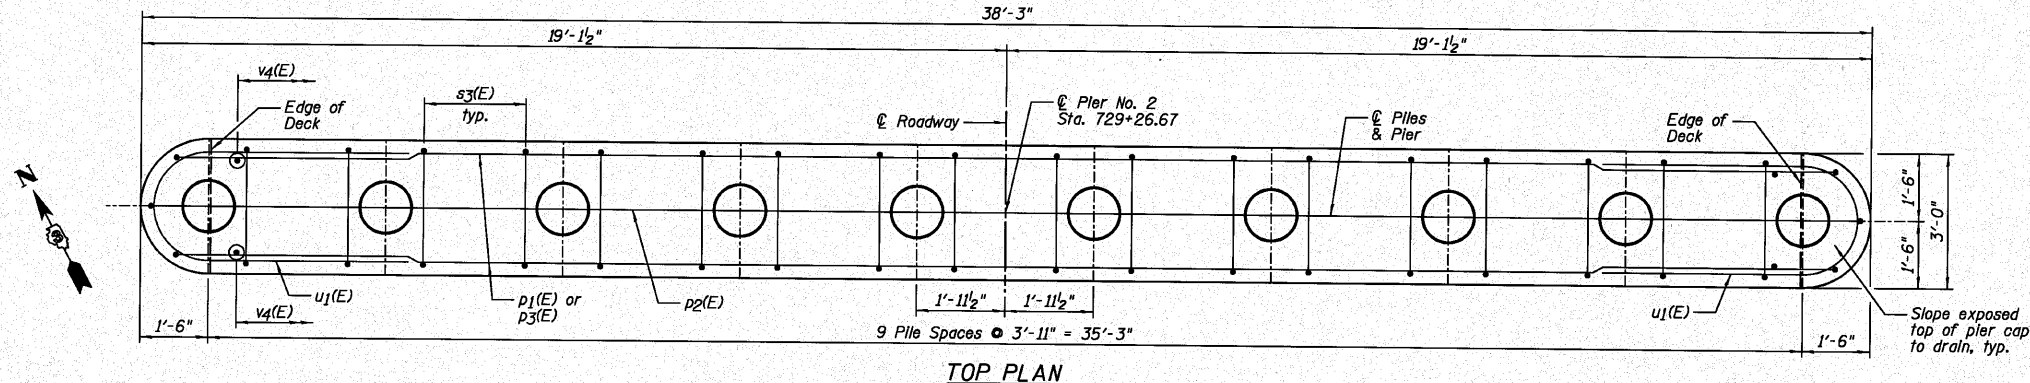 38'-3"
19'-1½"
19'-1½"
v4(E)
Edge of
Deck
s3(E)
typ.
℄ Roadway
℄ Pier No. 2
Sta. 729+26.67
℄ Piles
& Pier
Edge of
Deck
N
1'-6"
3'-0"
1'-6"
u1(E)
v4(E)
p1(E) or
p3(E)
p2(E)
1'-11½"
1'-11½"
u1(E)
Slope exposed
top of pier cap
to drain, typ.
1'-6"
9 Pile Spaces @ 3'-11" = 35'-3"
1'-6"
TOP PLAN